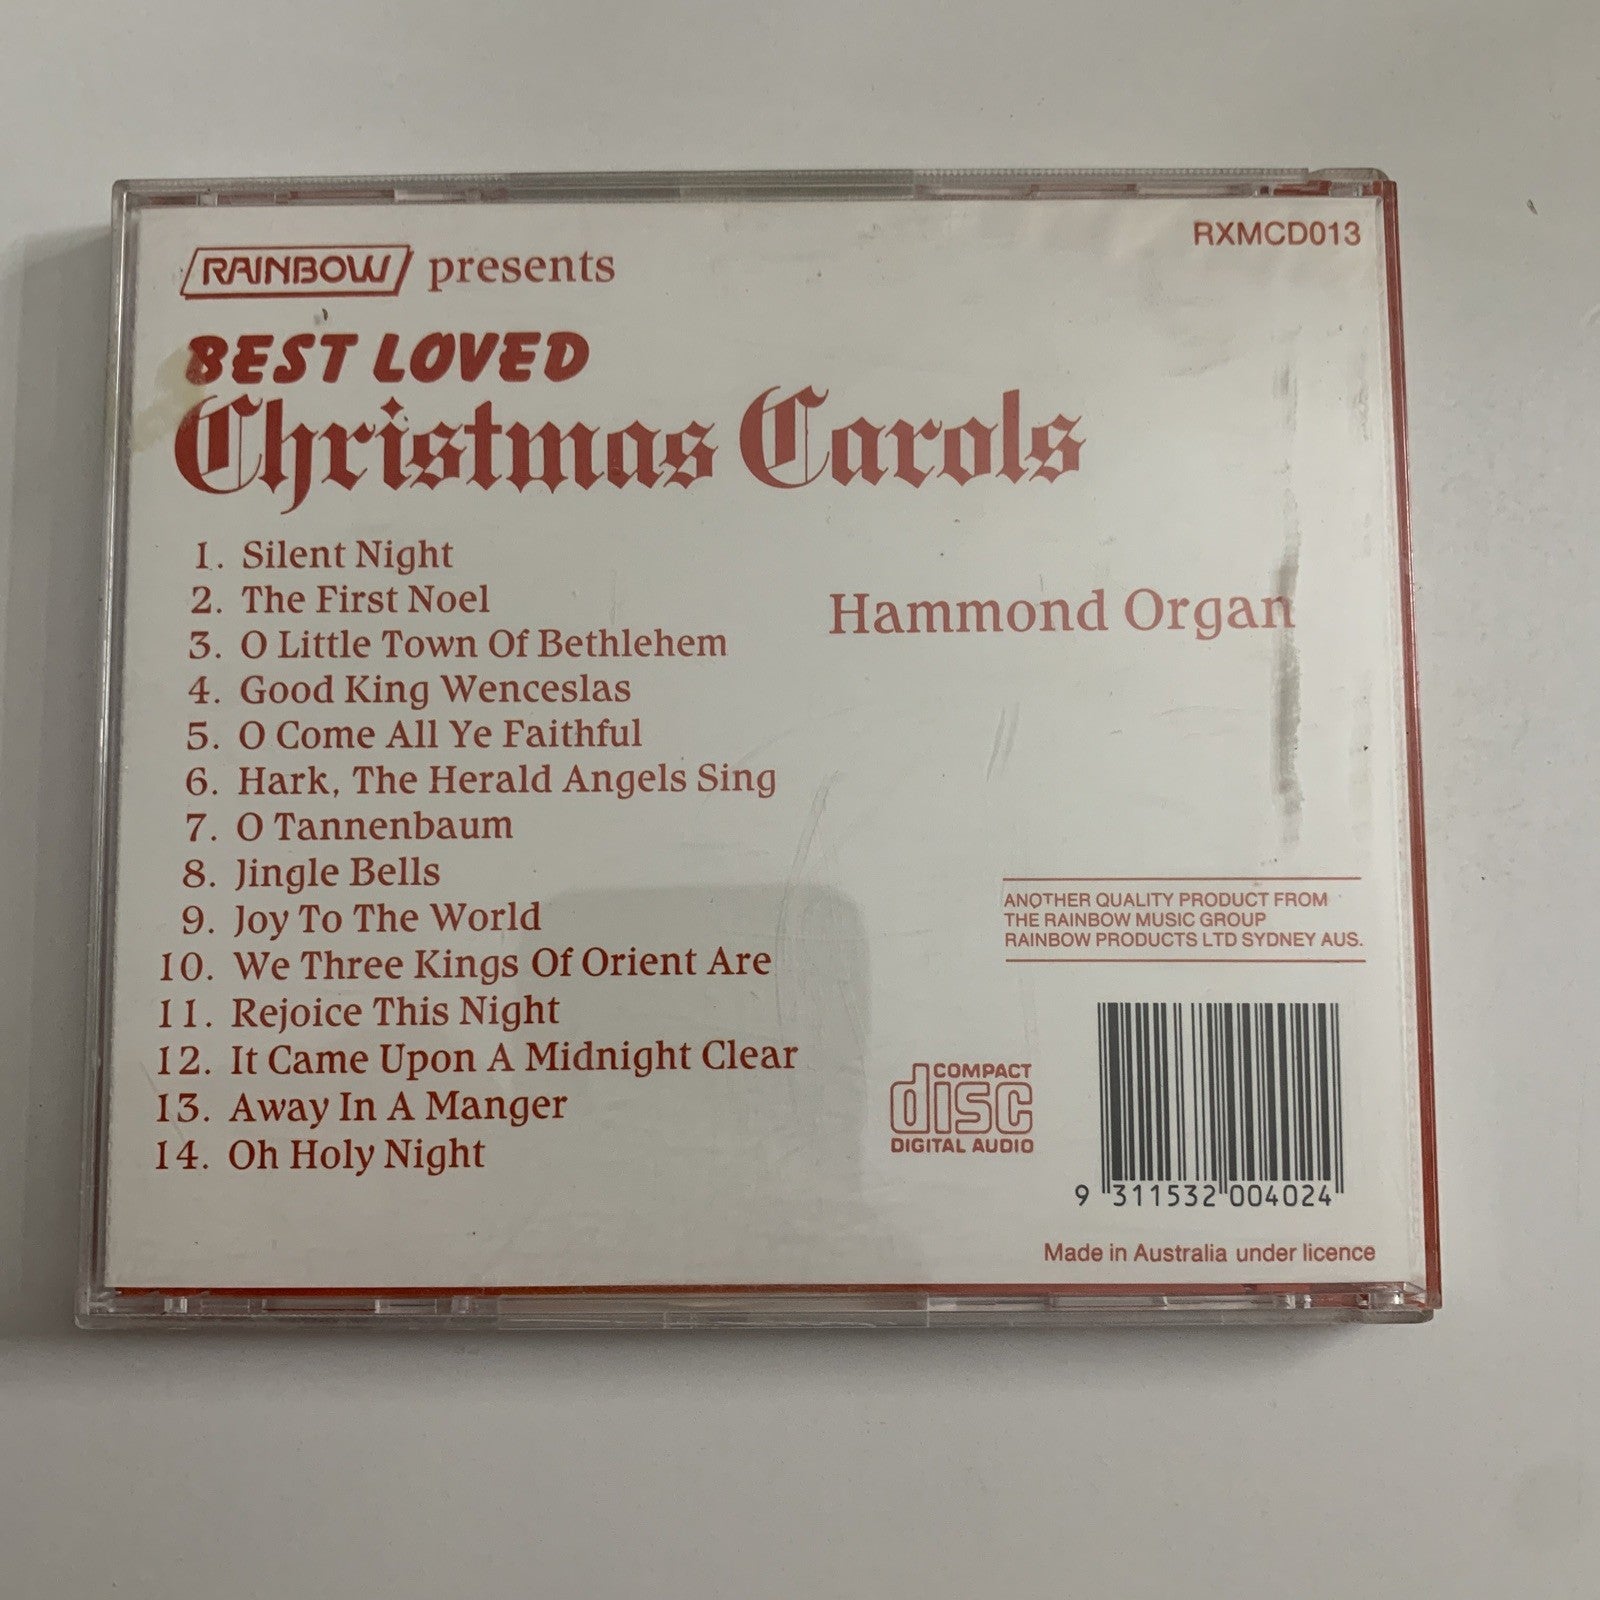 RXMCD013
RAINBOW presents
BEST LOVED
Christmas Carols
1. Silent Night
2. The First Noel
3. O Little Town Of Bethlehem
4. Good King Wenceslas
5. O Come All Ye Faithful
6. Hark, The Herald Angels Sing
7. O Tannenbaum
8. Jingle Bells
9. Joy To The World
10. We Three Kings Of Orient Are
11. Rejoice This Night
12. It Came Upon A Midnight Clear
13. Away In A Manger
14. Oh Holy Night
Hammond Organ
ANOTHER QUALITY PRODUCT FROM
THE RAINBOW MUSIC GROUP
RAINBOW PRODUCTS LTD SYDNEY AUS.
COMPACT
disc
DIGITAL AUDIO
9 311532 004024
Made in Australia under licence